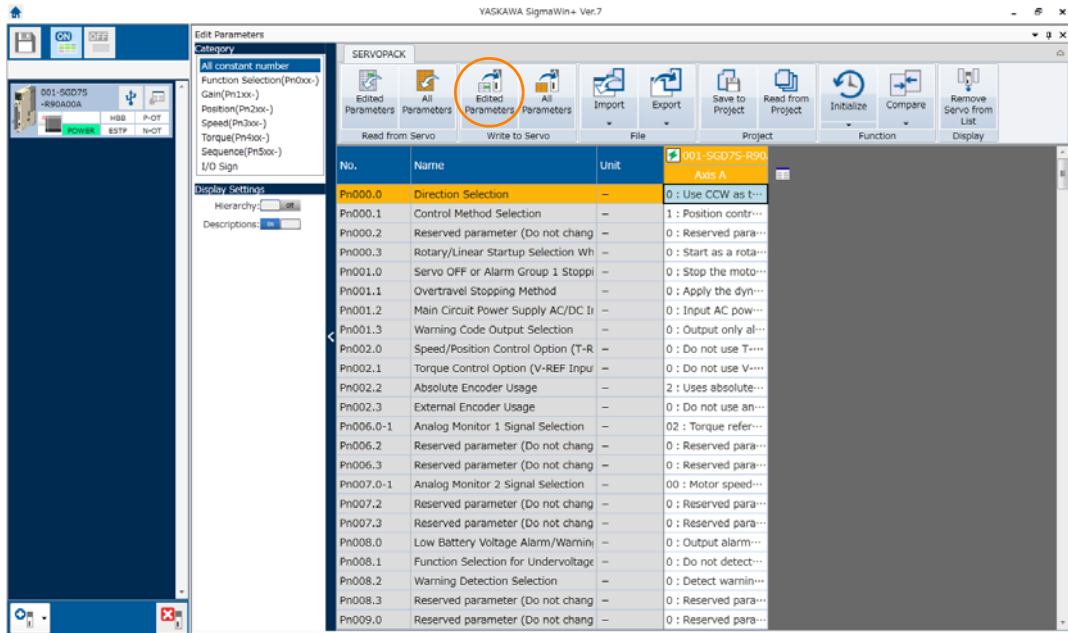 YASKAWA SigmaWin+ Ver.7
ON
OFF
001-SGD7S
-R90A00A
HBB
P-OT
POWER
ESTP
N-OT
Edit Parameters
Category
All constant number
Function Selection(Pn0xx-)
Gain(Pn1xx-)
Position(Pn2xx-)
Speed(Pn3xx-)
Torque(Pn4xx-)
Sequence(Pn5xx-)
I/O Sign
Display Settings
Hierarchy: Off
Descriptions: On
SERVOPACK
Edited Parameters
All Parameters
Read from Servo
Edited Parameters
All Parameters
Write to Servo
Import
Export
File
Save to Project
Read from Project
Project
Initialize
Compare
Function
Remove Servo from List
Display
No. Name Unit 001-SGD7S-R90 Axis A
Pn000.0 Direction Selection – 0 : Use CCW as t···
Pn000.1 Control Method Selection – 1 : Position contr···
Pn000.2 Reserved parameter (Do not chang – 0 : Reserved para···
Pn000.3 Rotary/Linear Startup Selection Wh – 0 : Start as a rota···
Pn001.0 Servo OFF or Alarm Group 1 Stoppi – 0 : Stop the moto···
Pn001.1 Overtravel Stopping Method – 0 : Apply the dyn···
Pn001.2 Main Circuit Power Supply AC/DC I – 0 : Input AC pow···
Pn001.3 Warning Code Output Selection – 0 : Output only al···
Pn002.0 Speed/Position Control Option (T-R – 0 : Do not use T-···
Pn002.1 Torque Control Option (V-REF Input – 0 : Do not use V-···
Pn002.2 Absolute Encoder Usage – 2 : Uses absolute···
Pn002.3 External Encoder Usage – 0 : Do not use an···
Pn006.0-1 Analog Monitor 1 Signal Selection – 02 : Torque refer···
Pn006.2 Reserved parameter (Do not chang – 0 : Reserved para···
Pn006.3 Reserved parameter (Do not chang – 0 : Reserved para···
Pn007.0-1 Analog Monitor 2 Signal Selection – 00 : Motor speed···
Pn007.2 Reserved parameter (Do not chang – 0 : Reserved para···
Pn007.3 Reserved parameter (Do not chang – 0 : Reserved para···
Pn008.0 Low Battery Voltage Alarm/Warning – 0 : Output alarm···
Pn008.1 Function Selection for Undervoltage – 0 : Do not detect···
Pn008.2 Warning Detection Selection – 0 : Detect warnin···
Pn008.3 Reserved parameter (Do not chang – 0 : Reserved para···
Pn009.0 Reserved parameter (Do not chang – 0 : Reserved para···